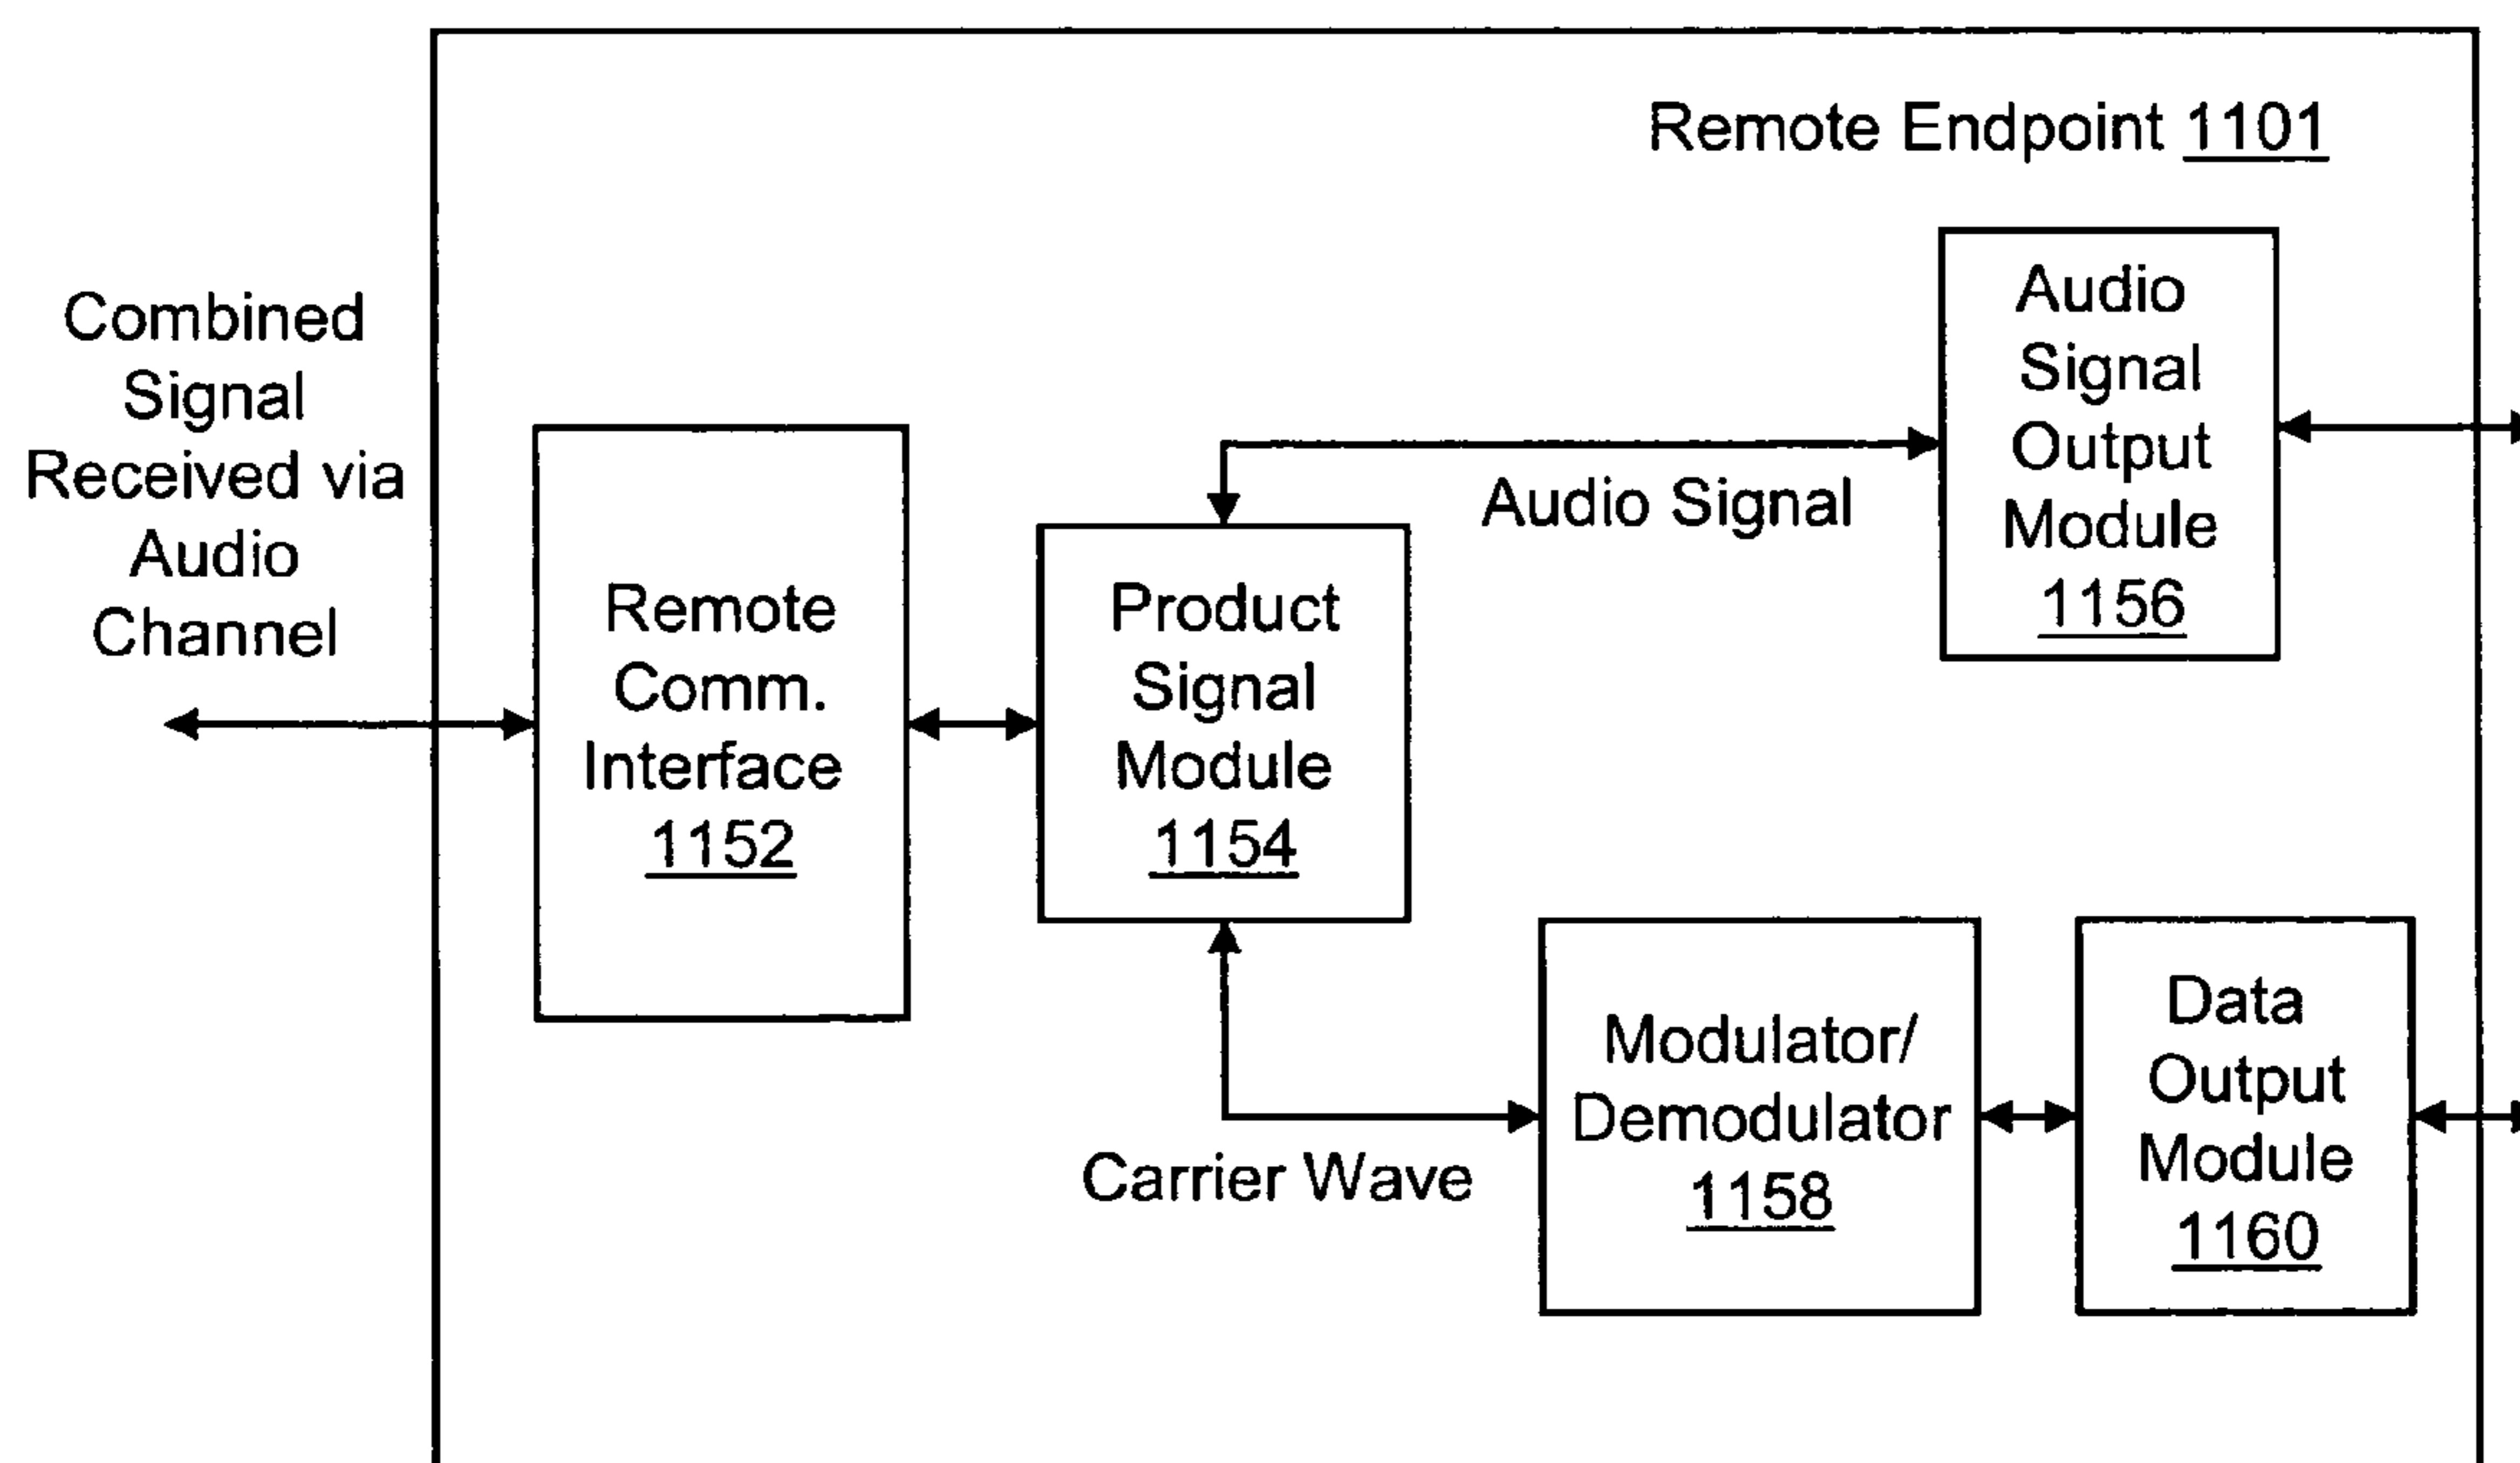 Remote Endpoint 1101
Combined
Signal
Received via
Audio
Channel
Remote
Comm.
Interface
1152
Product
Signal
Module
1154
Audio Signal
Audio
Signal
Output
Module
1156
Carrier Wave
Modulator/
Demodulator
1158
Data
Output
Module
1160